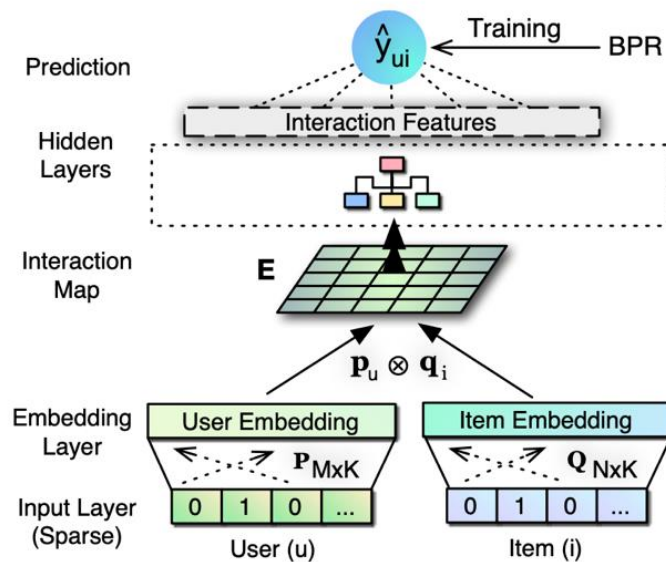 ŷui
Training
BPR
Prediction
Interaction Features
Hidden
Layers
Interaction
Map
E
pu ⊗ qi
Embedding
Layer
User Embedding
Item Embedding
PMxK
QNxK
Input Layer
(Sparse)
0 1 0 ...
0 1 0 ...
User (u)
Item (i)